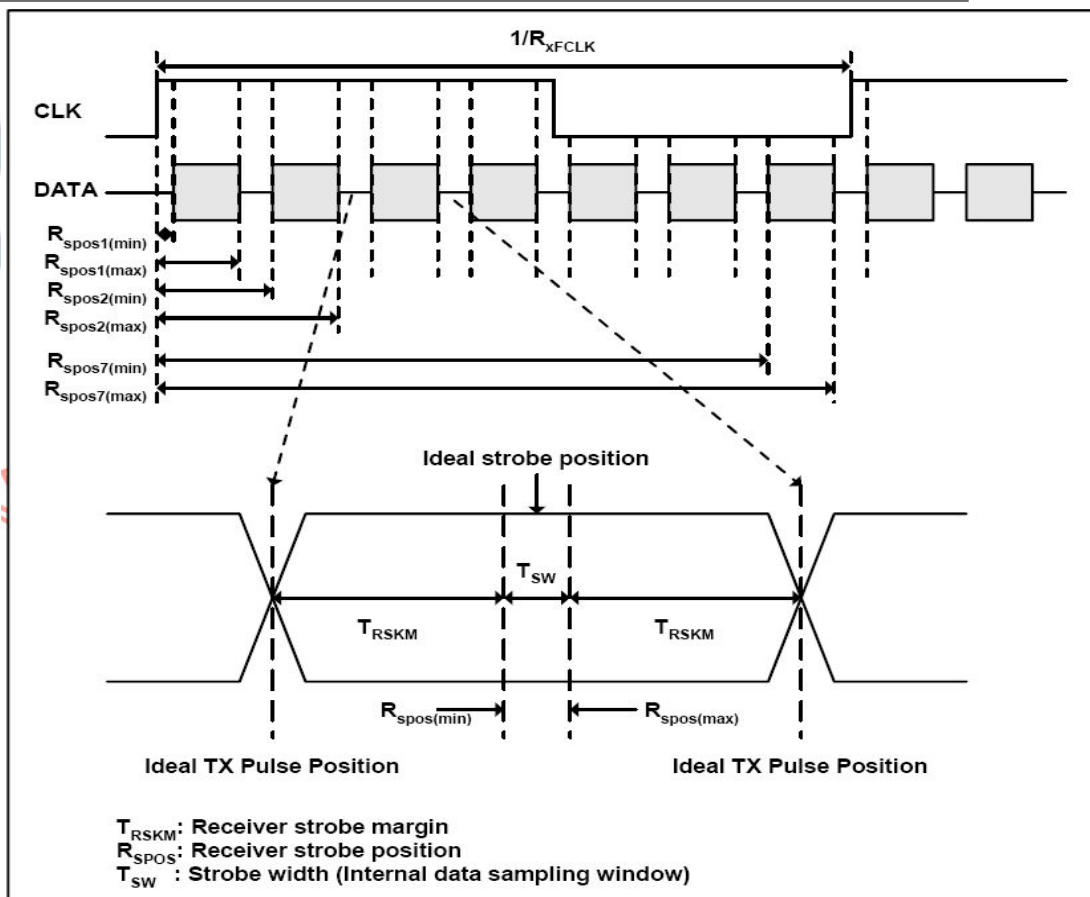 1/RxFCLK
CLK
DATA
Rspos1(min)
Rspos1(max)
Rspos2(min)
Rspos2(max)
Rspos7(min)
Rspos7(max)
Ideal strobe position
TSW
TRSKM
TRSKM
Rspos(min)
Rspos(max)
Ideal TX Pulse Position
Ideal TX Pulse Position
TRSKM: Receiver strobe margin
RSPOS: Receiver strobe position
TSW : Strobe width (Internal data sampling window)